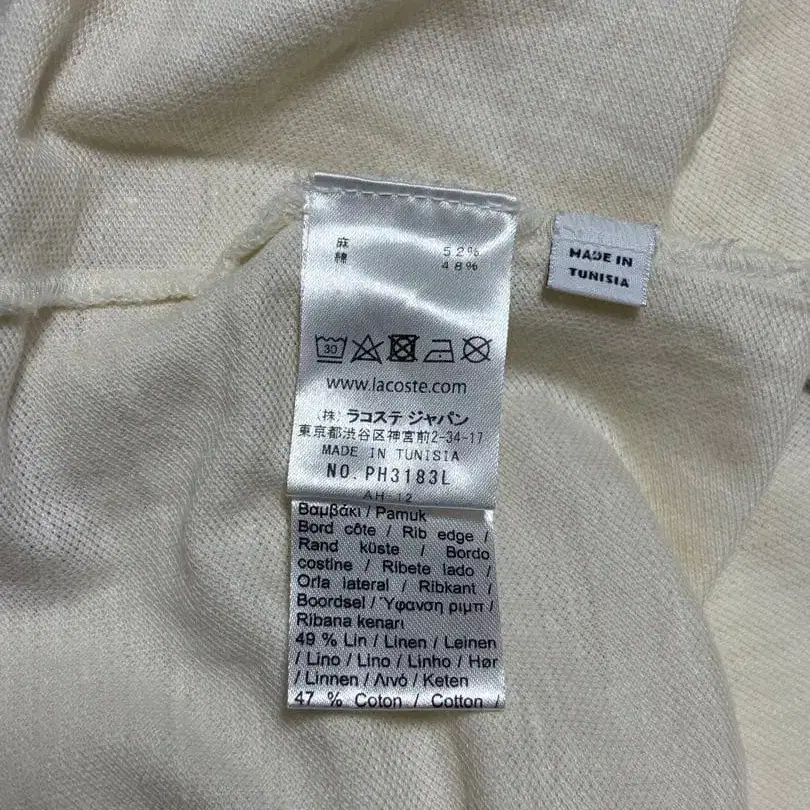 麻 52%
綿 48%
30
www.lacoste.com
(株) ラコステ ジャパン
東京都渋谷区神宮前2-34-17
MADE IN TUNISIA
NO. PH3183L
AH-12
Βαμβάκι / Pamuk
Bord côte / Rib edge /
Rand küste / Bordo
costine / Ribete lado /
Orla lateral / Ribkant /
Boordsel / Ύφανση ριμπ /
Ribana kenarı
49 % Lin / Linen / Leinen
/ Lino / Lino / Linho / Hør
/ Linnen / Λινό / Keten
47 % Coton / Cotton /
MADE IN
TUNISIA